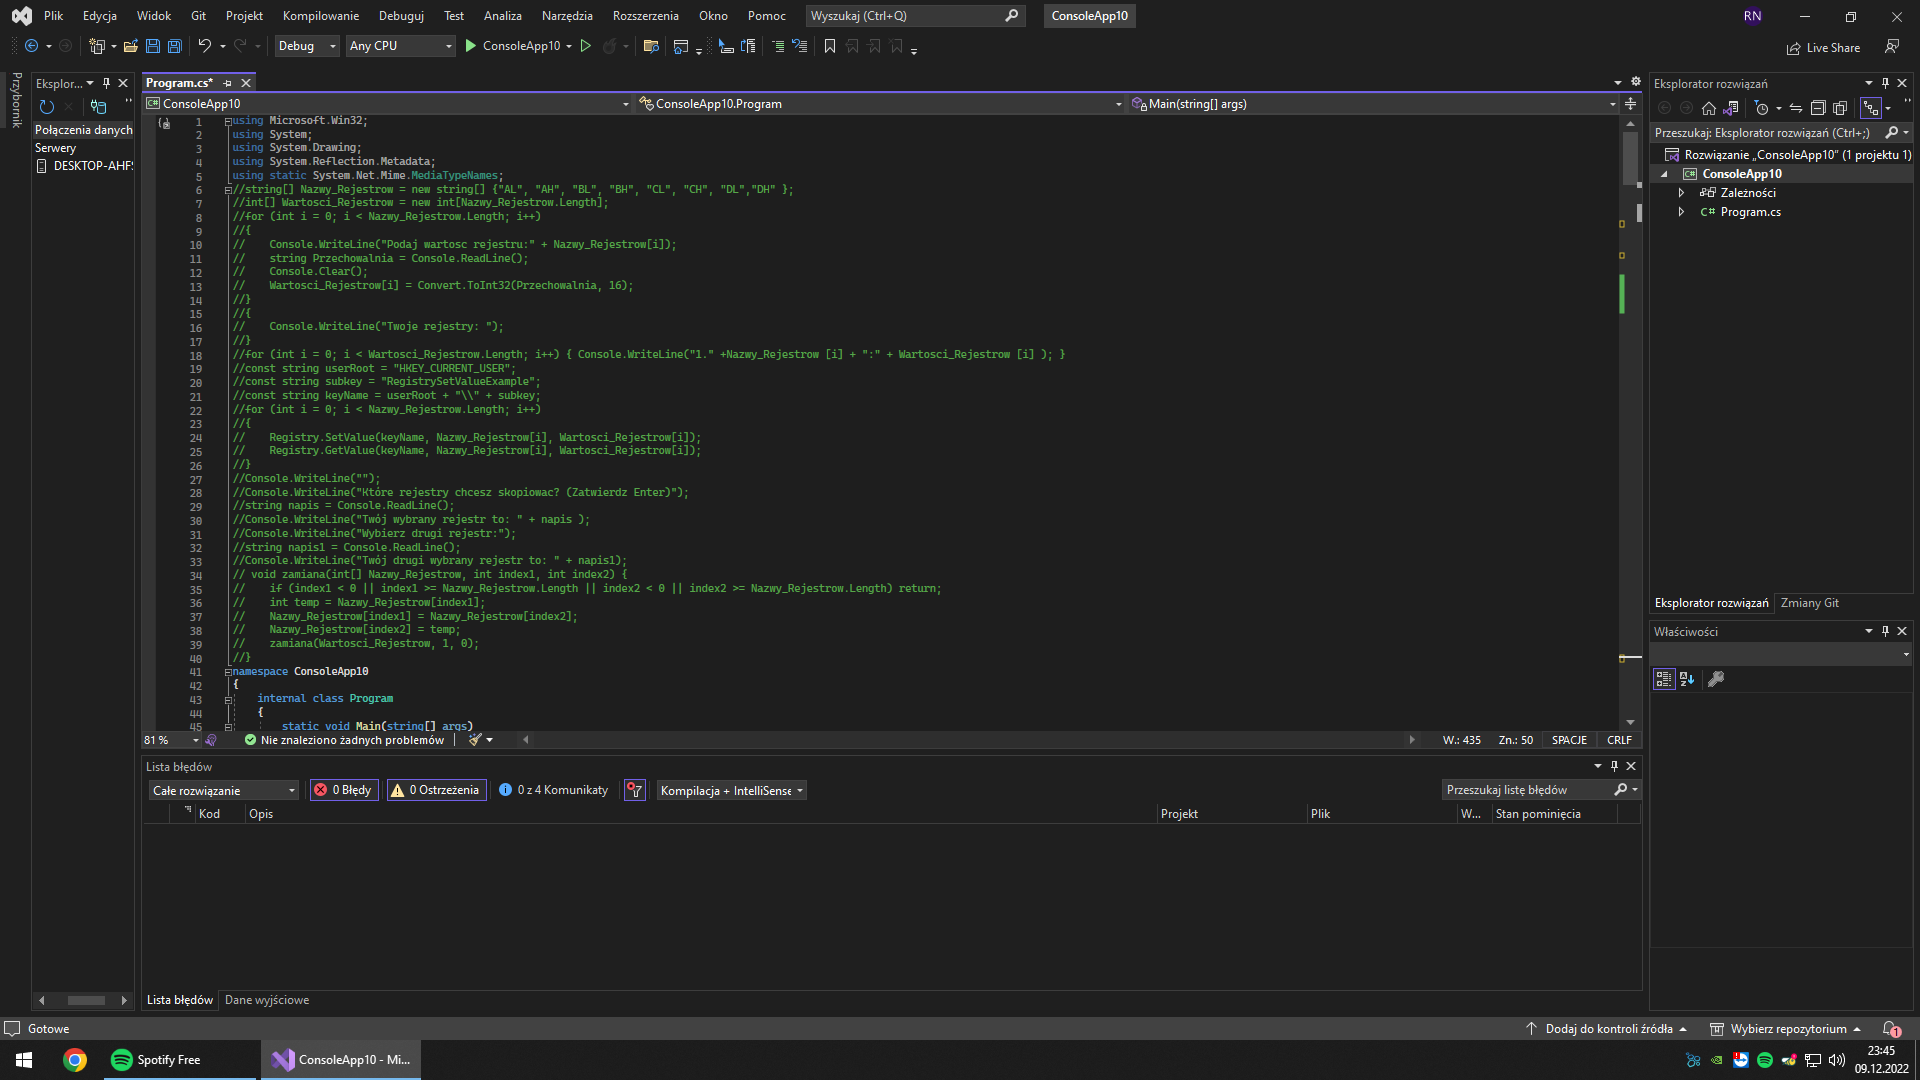 Plik Edycja Widok Git Projekt Kompilowanie Debuguj Test Analiza Narzędzia Rozszerzenia Okno Pomoc Wyszukaj (Ctrl+Q) ConsoleApp10 RN
Debug Any CPU ConsoleApp10 Live Share
Przybornik
Eksplor...
Połączenia danych
Serwery
Program.cs*
ConsoleApp10 ConsoleApp10.Program Main(string[] args)
1 using Microsoft.Win32;
2 using System;
3 using System.Drawing;
4 using System.Reflection.Metadata;
5 using static System.Net.Mime.MediaTypeNames;
6 //string[] Nazwy_Rejestrow = new string[] {"AL", "AH", "BL", "BH", "CL", "CH", "DL","DH" };
7 //int[] Wartosci_Rejestrow = new int[Nazwy_Rejestrow.Length];
8 //for (int i = 0; i < Nazwy_Rejestrow.Length; i++)
9 //{
10 //    Console.WriteLine("Podaj wartosc rejestru:" + Nazwy_Rejestrow[i]);
11 //    string Przechowalnia = Console.ReadLine();
12 //    Console.Clear();
13 //    Wartosci_Rejestrow[i] = Convert.ToInt32(Przechowalnia, 16);
14 //}
15 //{
16 //    Console.WriteLine("Twoje rejestry: ");
17 //}
18 //for (int i = 0; i < Wartosci_Rejestrow.Length; i++) { Console.WriteLine("1." +Nazwy_Rejestrow [i] + ":" + Wartosci_Rejestrow [i] ); }
19 //const string userRoot = "HKEY_CURRENT_USER";
20 //const string subkey = "RegistrySetValueExample";
21 //const string keyName = userRoot + "\\" + subkey;
22 //for (int i = 0; i < Nazwy_Rejestrow.Length; i++)
23 //{
24 //    Registry.SetValue(keyName, Nazwy_Rejestrow[i], Wartosci_Rejestrow[i]);
25 //    Registry.GetValue(keyName, Nazwy_Rejestrow[i], Wartosci_Rejestrow[i]);
26 //}
27 //Console.WriteLine("");
28 //Console.WriteLine("Które rejestry chcesz skopiowac? (Zatwierdz Enter)");
29 //string napis = Console.ReadLine();
30 //Console.WriteLine("Twój wybrany rejestr to: " + napis );
31 //Console.WriteLine("Wybierz drugi rejestr:");
32 //string napis1 = Console.ReadLine();
33 //Console.WriteLine("Twój drugi wybrany rejestr to: " + napis1);
34 // void zamiana(int[] Nazwy_Rejestrow, int index1, int index2) {
35 //    if (index1 < 0 || index1 >= Nazwy_Rejestrow.Length || index2 < 0 || index2 >= Nazwy_Rejestrow.Length) return;
36 //    int temp = Nazwy_Rejestrow[index1];
37 //    Nazwy_Rejestrow[index1] = Nazwy_Rejestrow[index2];
38 //    Nazwy_Rejestrow[index2] = temp;
39 //    zamiana(Wartosci_Rejestrow, 1, 0);
40 //}
41 namespace ConsoleApp10
42 {
43     internal class Program
44     {
45         static void Main(string[] args)
81 % Nie znaleziono żadnych problemów W.: 435 Zn.: 50 SPACJE CRLF
Lista błędów
Całe rozwiązanie 0 Błędy 0 Ostrzeżenia 0 z 4 Komunikaty Kompilacja + IntelliSense Przeszukaj listę błędów
Kod Opis Projekt Plik W... Stan pominięcia
Lista błędów Dane wyjściowe
Eksplorator rozwiązań
Przeszukaj: Eksplorator rozwiązań (Ctrl+;)
Rozwiązanie „ConsoleApp10" (1 projektu 1)
C# ConsoleApp10
Zależności
C# Program.cs
Eksplorator rozwiązań Zmiany Git
Właściwości
Gotowe Dodaj do kontroli źródła Wybierz repozytorium 1
Spotify Free ConsoleApp10 - Mi... 23:45
09.12.2022